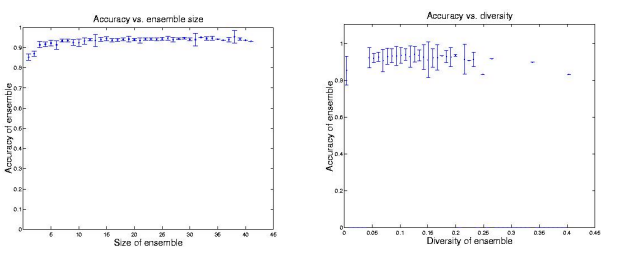 Accuracy vs. ensemble size
Accuracy of ensemble
1
0.9
0.8
0.7
0.6
0.5
0.4
0.3
0.2
0.1
0
5 10 15 20 25 30 35 40 45
Size of ensemble
Accuracy vs. diversity
Accuracy of ensemble
1
0.8
0.6
0.4
0.2
0
0 0.05 0.1 0.15 0.2 0.25 0.3 0.35 0.4 0.45
Diversity of ensemble